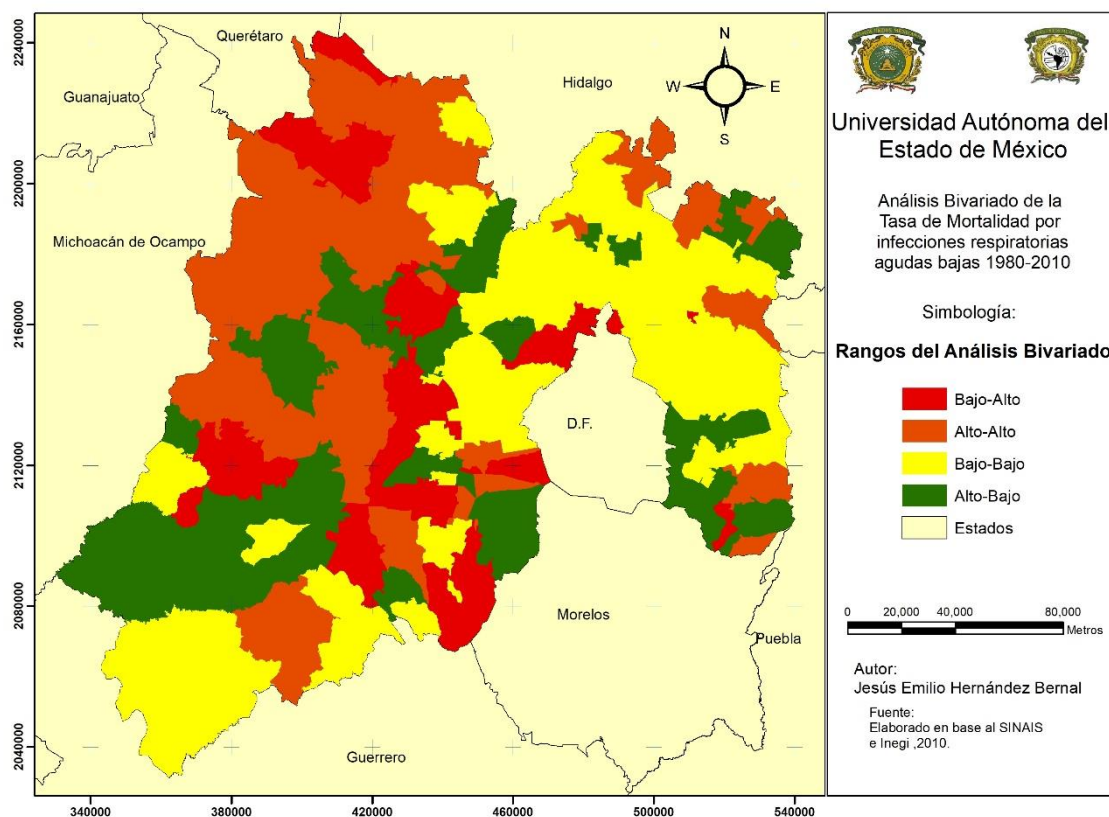 Querétaro
Guanajuato
Hidalgo
Michoacán de Ocampo
D.F.
Morelos
Puebla
Guerrero
N
W
E
S
2240000
2200000
2160000
2120000
2080000
2040000
340000
380000
420000
460000
500000
540000
Universidad Autónoma del
Estado de México
Análisis Bivariado de la
Tasa de Mortalidad por
infecciones respiratorias
agudas bajas 1980-2010
Simbología:
Rangos del Análisis Bivariado
Bajo-Alto
Alto-Alto
Bajo-Bajo
Alto-Bajo
Estados
0 20,000 40,000 80,000
Metros
Autor:
Jesús Emilio Hernández Bernal
Fuente:
Elaborado en base al SINAIS
e Inegi ,2010.